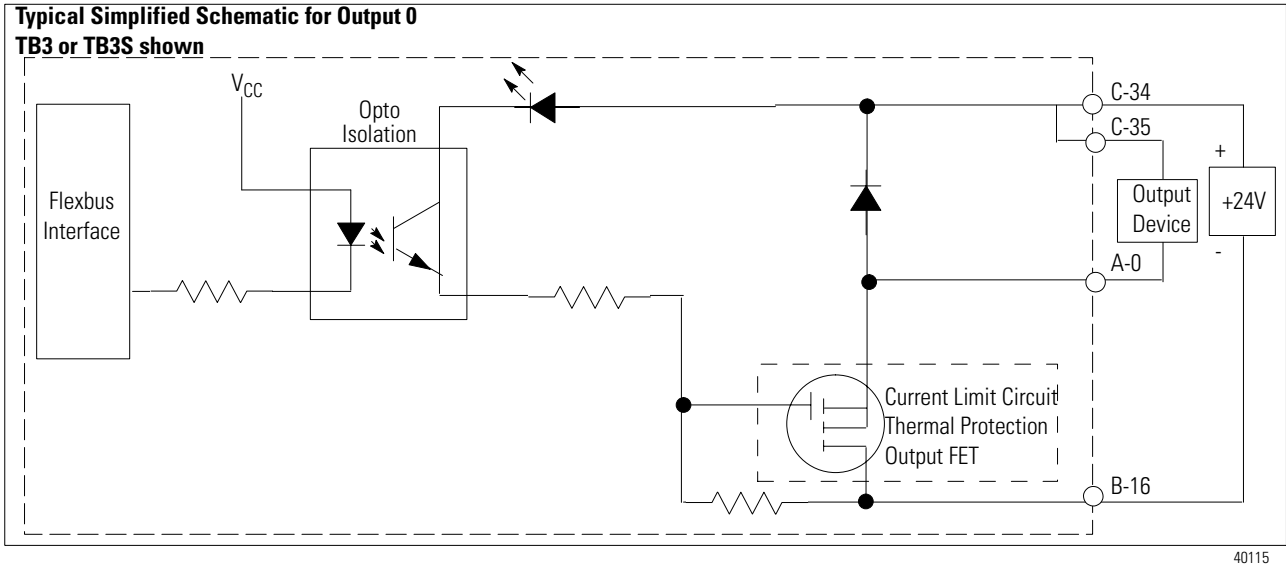 Typical Simplified Schematic for Output 0
TB3 or TB3S shown
VCC
Opto
Isolation
Flexbus
Interface
C-34
C-35
+
Output
Device
+24V
-
A-0
Current Limit Circuit
Thermal Protection
Output FET
B-16
40115